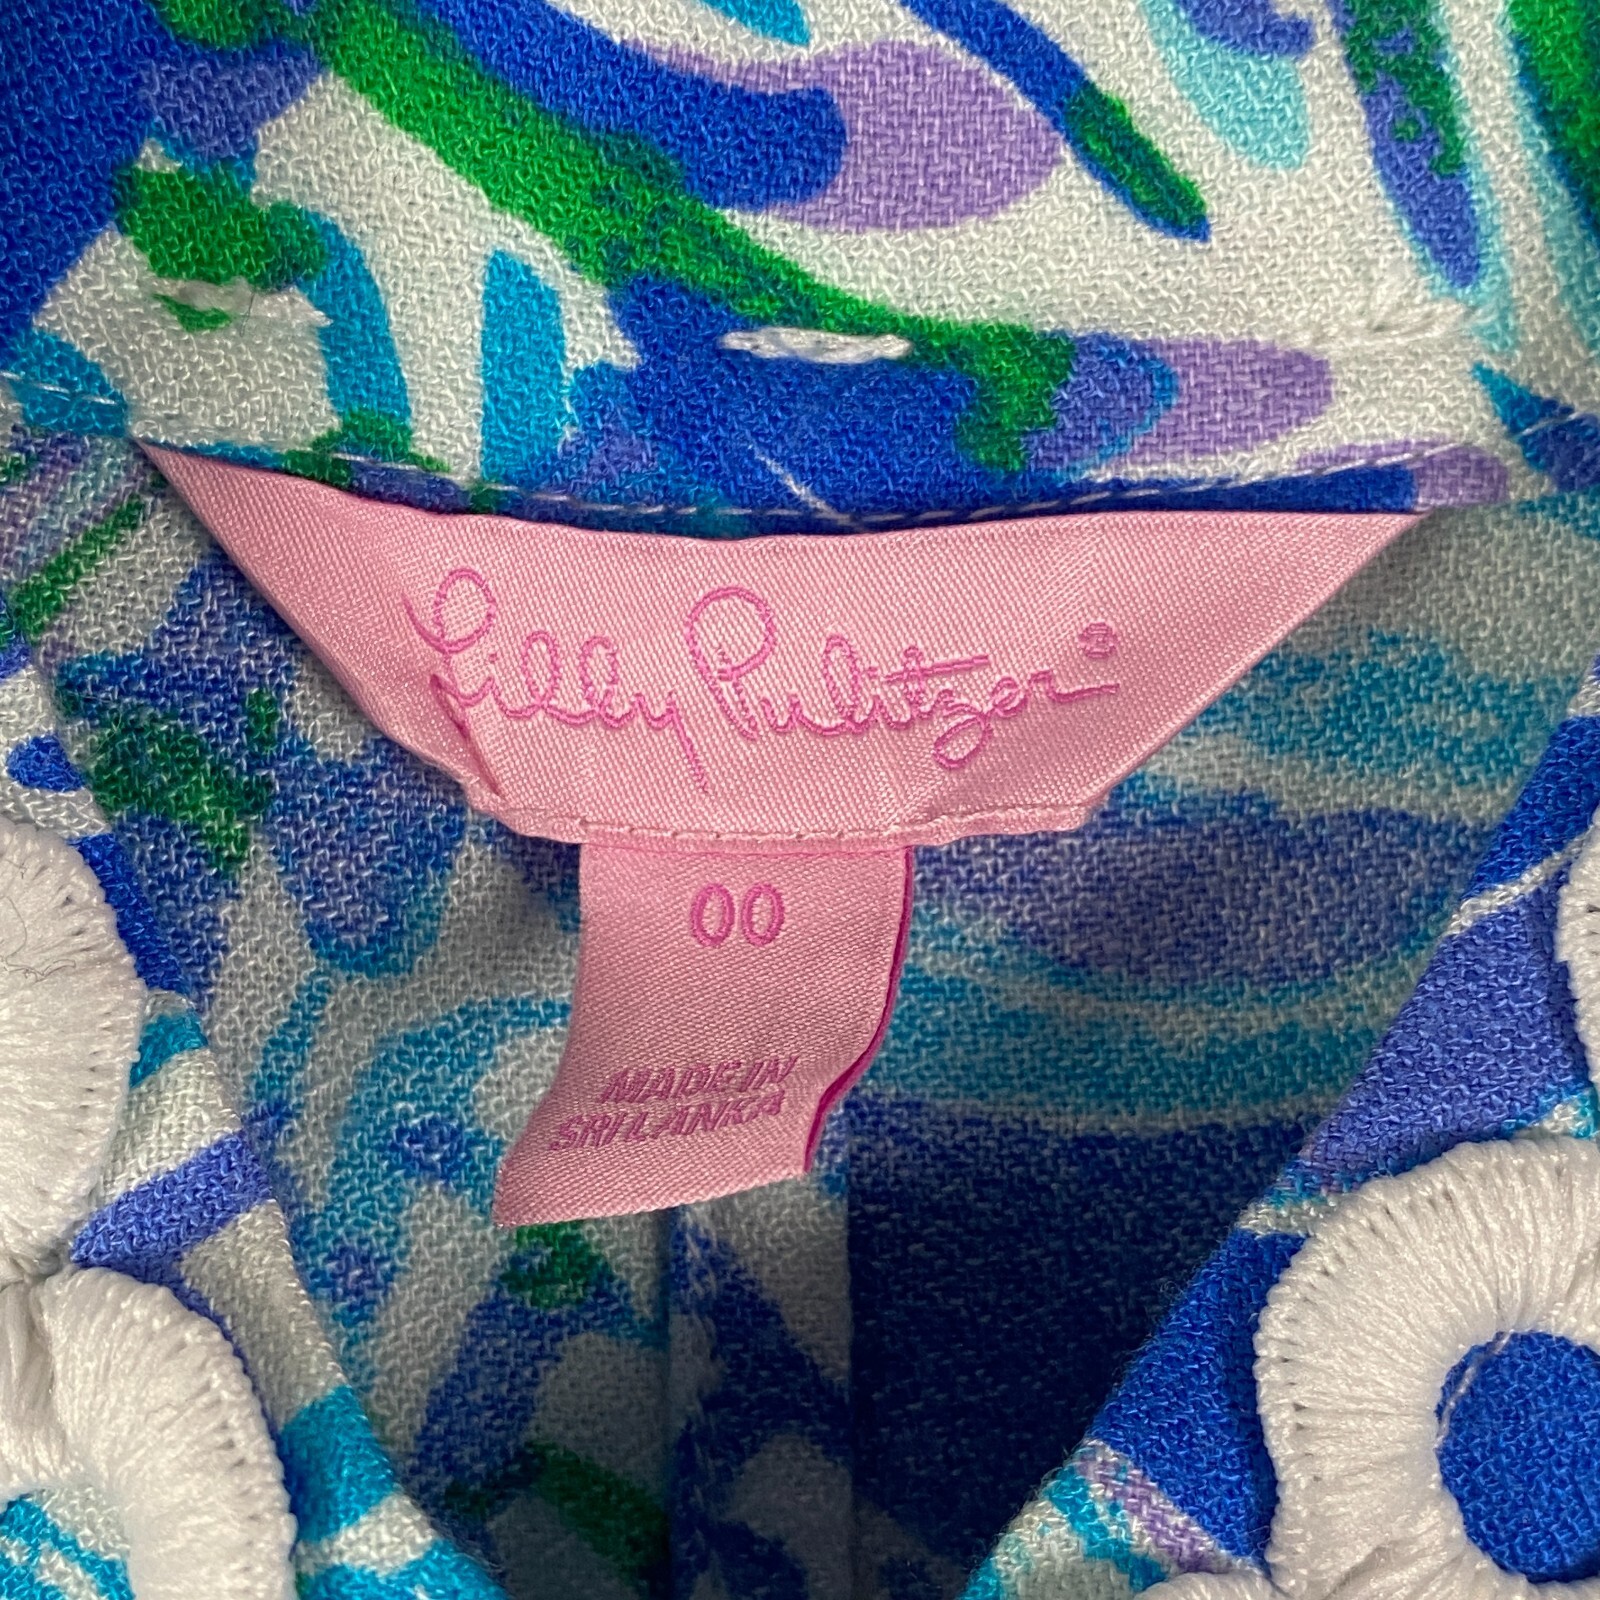 Lilly Pulitzer®
00
MADE IN
SRI LANKA